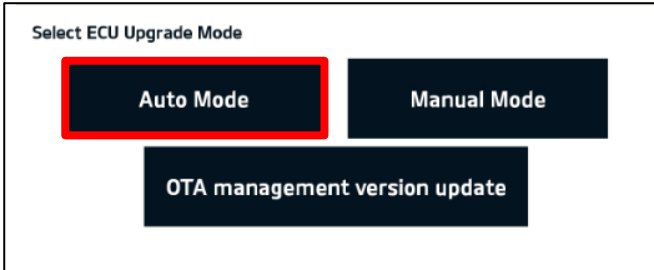 Select ECU Upgrade Mode
Auto Mode
Manual Mode
OTA management version update